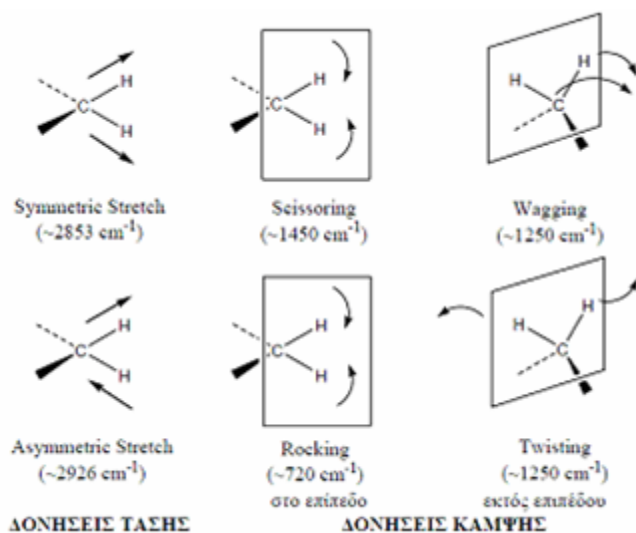 H
C
H
Symmetric Stretch
(~2853 cm-1)
H
C
H
Scissoring
(~1450 cm-1)
H
H
C
Wagging
(~1250 cm-1)
H
C
H
Asymmetric Stretch
(~2926 cm-1)
H
C
H
Rocking
(~720 cm-1)
στο επίπεδο
H
H
C
Twisting
(~1250 cm-1)
εκτός επιπέδου
ΔΟΝΗΣΕΙΣ ΤΑΣΗΣ
ΔΟΝΗΣΕΙΣ ΚΑΜΨΗΣ